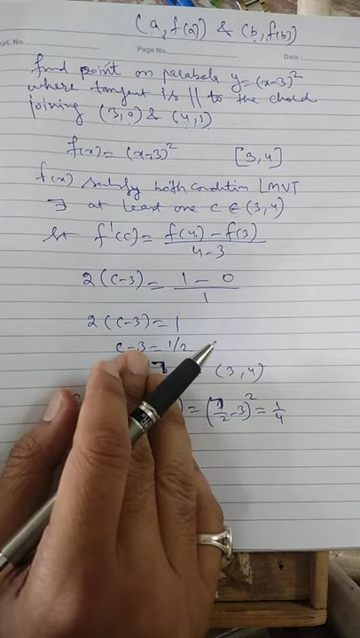 (a, f(a)) & (b, f(b))
pt. No.
Page No.
Date :
find point on parabola y=(x-3)²
where tangent is || to the chord
joining (3,0) & (4,1)
f(x) = (x-3)² [3,4]
f(x) satisfy both condition LMVT
∃ at least one c ∈ (3,4)
st f'(c) = f(4) - f(3) / 4-3
2(c-3) = 1 - 0 / 1
2(c-3) = 1
c-3 = 1/2
(3,4)
) = (7/2 -3)² = 1/4